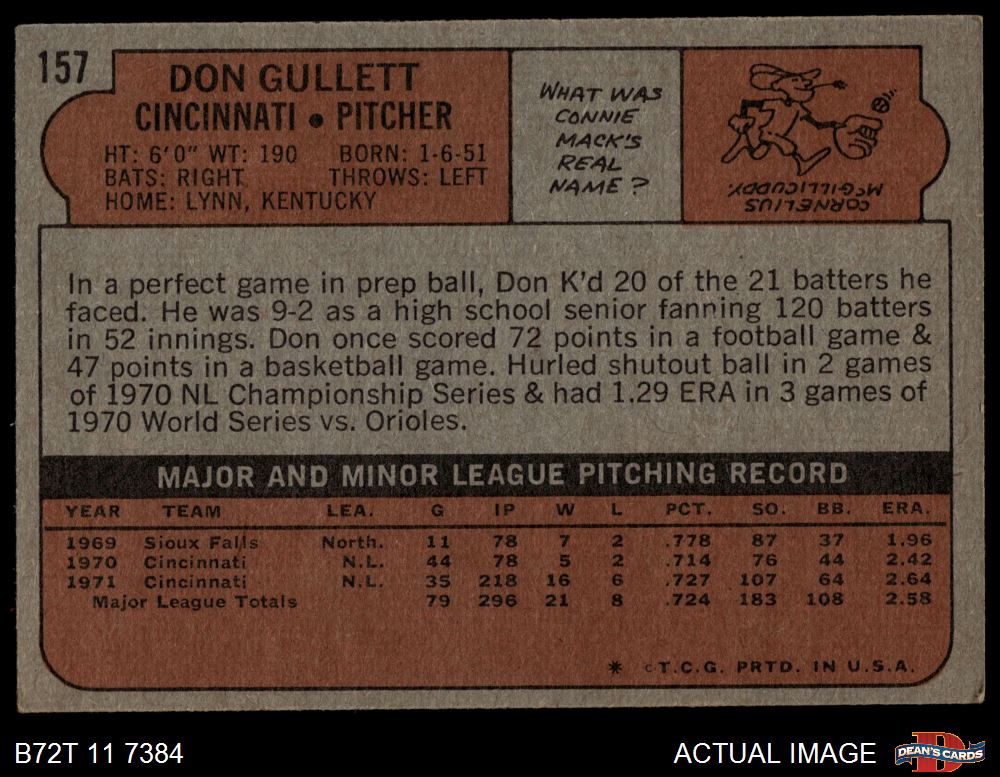 157
DON GULLETT
CINCINNATI • PITCHER
HT: 6'0" WT: 190 BORN: 1-6-51
BATS: RIGHT THROWS: LEFT
HOME: LYNN, KENTUCKY
WHAT WAS
CONNIE
MACK'S
REAL
NAME?
CORNELIUS
McGILLICUDDY
In a perfect game in prep ball, Don K'd 20 of the 21 batters he
faced. He was 9-2 as a high school senior fanning 120 batters
in 52 innings. Don once scored 72 points in a football game &
47 points in a basketball game. Hurled shutout ball in 2 games
of 1970 NL Championship Series & had 1.29 ERA in 3 games of
1970 World Series vs. Orioles.
MAJOR AND MINOR LEAGUE PITCHING RECORD
YEAR TEAM LEA. G IP W L PCT. SO. BB. ERA.
1969 Sioux Falls North. 11 78 7 2 .778 87 37 1.96
1970 Cincinnati N.L. 44 78 5 2 .714 76 44 2.42
1971 Cincinnati N.L. 35 218 16 6 .727 107 64 2.64
Major League Totals 79 296 21 8 .724 183 108 2.58
* ©T.C.G. PRTD. IN U.S.A.
B72T 11 7384
ACTUAL IMAGE
DEAN'S CARDS